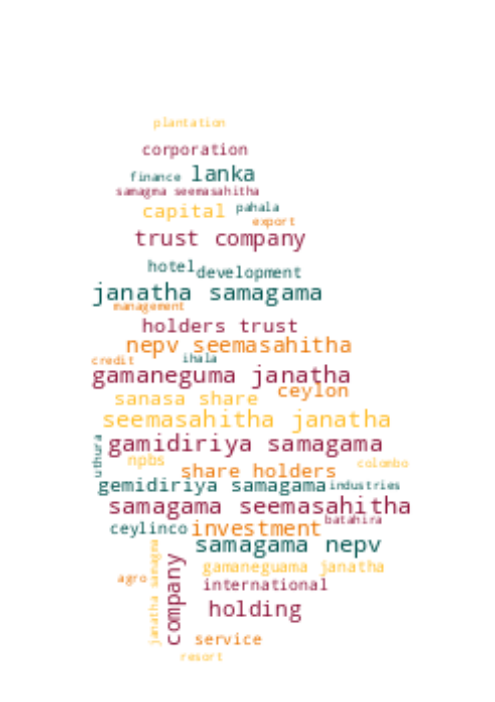 plantation
corporation
finance lanka
samagma seemasahitha
capital pahala
export
trust company
hotel development
janatha samagama
management
holders trust
nepv seemasahitha
credit ihala
gamaneguma janatha
ceylon
sanasa share
seemasahitha janatha
uthura
gamidiriya samagama
npbs
colombo
share holders
gemidiriya samagama industries
samagama seemasahitha
batahira
ceylinco investment
samagama nepv
janatha samagma
company
gamaneguama janatha
agro
international
holding
service
resort